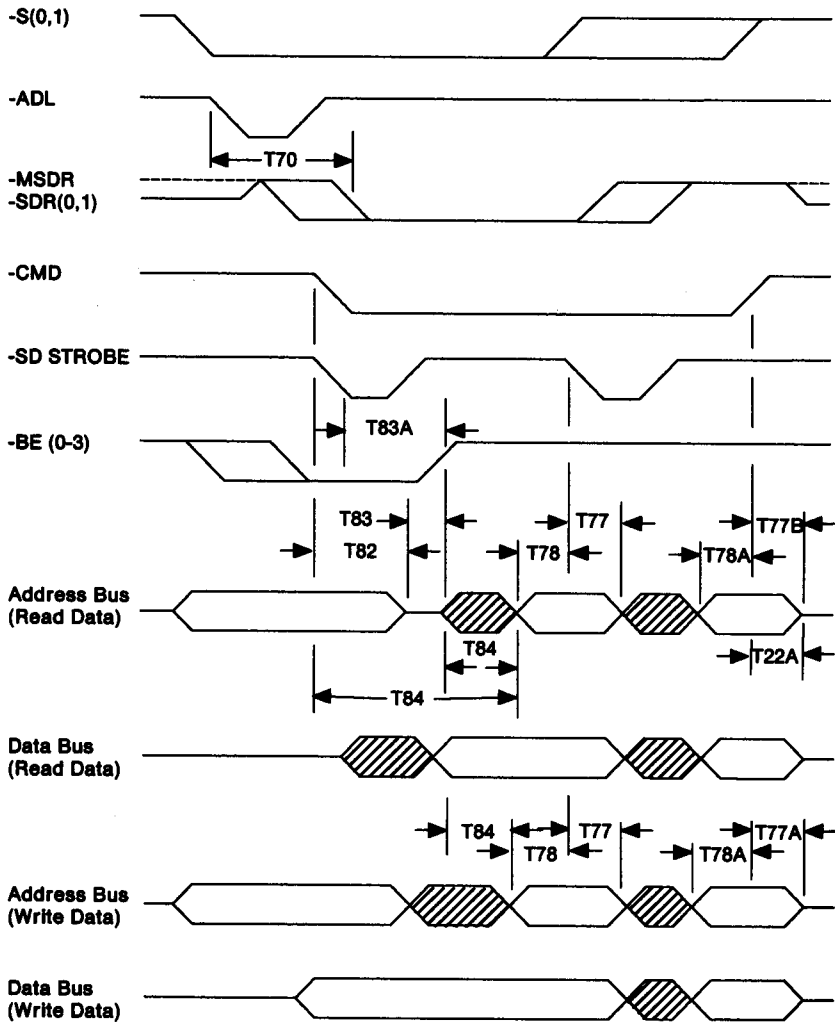 -S(0,1)
-ADL
T70
-MSDR
-SDR(0,1)
-CMD
-SD STROBE
T83A
-BE (0-3)
T83
T77
T77B
T82
T78
T78A
Address Bus
(Read Data)
T84
T22A
T84
Data Bus
(Read Data)
T84
T77
T77A
T78
T78A
Address Bus
(Write Data)
Data Bus
(Write Data)